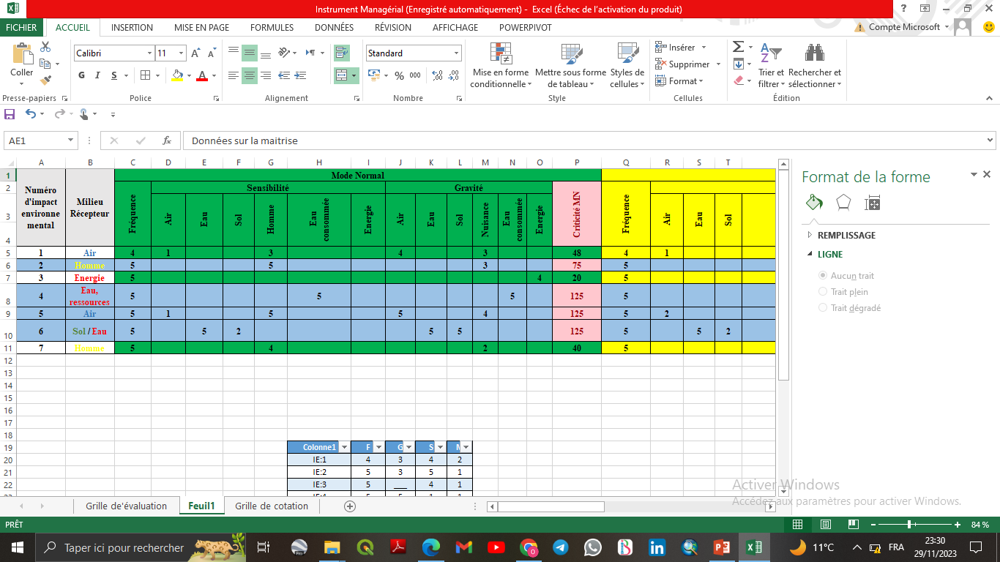 Instrument Managérial (Enregistré automatiquement) - Excel (Échec de l'activation du produit)
FICHIER ACCUEIL INSERTION MISE EN PAGE FORMULES DONNÉES RÉVISION AFFICHAGE POWERPIVOT Compte Microsoft
Coller
Calibri 11
G I S
Standard
% 000
Mise en forme conditionnelle
Mettre sous forme de tableau
Styles de cellules
Insérer
Supprimer
Format
Trier et filtrer
Rechercher et sélectionner
Presse-papiers Police Alignement Nombre Style Cellules Édition
AE1 fx Données sur la maitrise
A B C D E F G H I J K L M N O P Q R S T
1 Mode Normal
2 Sensibilité Gravité
3
4
Numéro d'impact environne mental
Milieu Récepteur
Fréquence Air Eau Sol Homme Eau consommée Energie Air Eau Sol Nuisance Eau consommée Energie Criticité MN Fréquence Air Eau Sol
5 1 Air 4 1 3 4 3 48 4 1
6 2 Homme 5 5 3 75 5
7 3 Energie 5 4 20 5
8 4 Eau, ressources 5 5 5 125 5
9 5 Air 5 1 5 5 4 125 5 2
10 6 Sol / Eau 5 5 2 5 5 125 5 5 2
11 7 Homme 5 4 2 40 5
12
13
14
15
16
17
18
19 Colonne1 F G S
20 IE:1 4 3 4 2
21 IE:2 5 3 5 1
22 IE:3 5 __ 4 1
Format de la forme
REMPLISSAGE
LIGNE
Aucun trait
Trait plein
Trait dégradé
Activer Windows
Accédez aux paramètres pour activer Windows.
Grille de'évaluation Feuil1 Grille de cotation
PRÊT 84 %
Taper ici pour rechercher
11°C FRA 23:30
29/11/2023